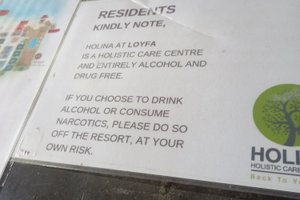 RESIDENTS
KINDLY NOTE,
HOLINA AT LOYFA
IS A HOLISTIC CARE CENTRE
AND ENTIRELY ALCOHOL AND
DRUG FREE.
IF YOU CHOOSE TO DRINK
ALCOHOL OR CONSUME
NARCOTICS, PLEASE DO SO
OFF THE RESORT, AT YOUR
OWN RISK.
HOLI
HOLISTIC CARE
Back To Y